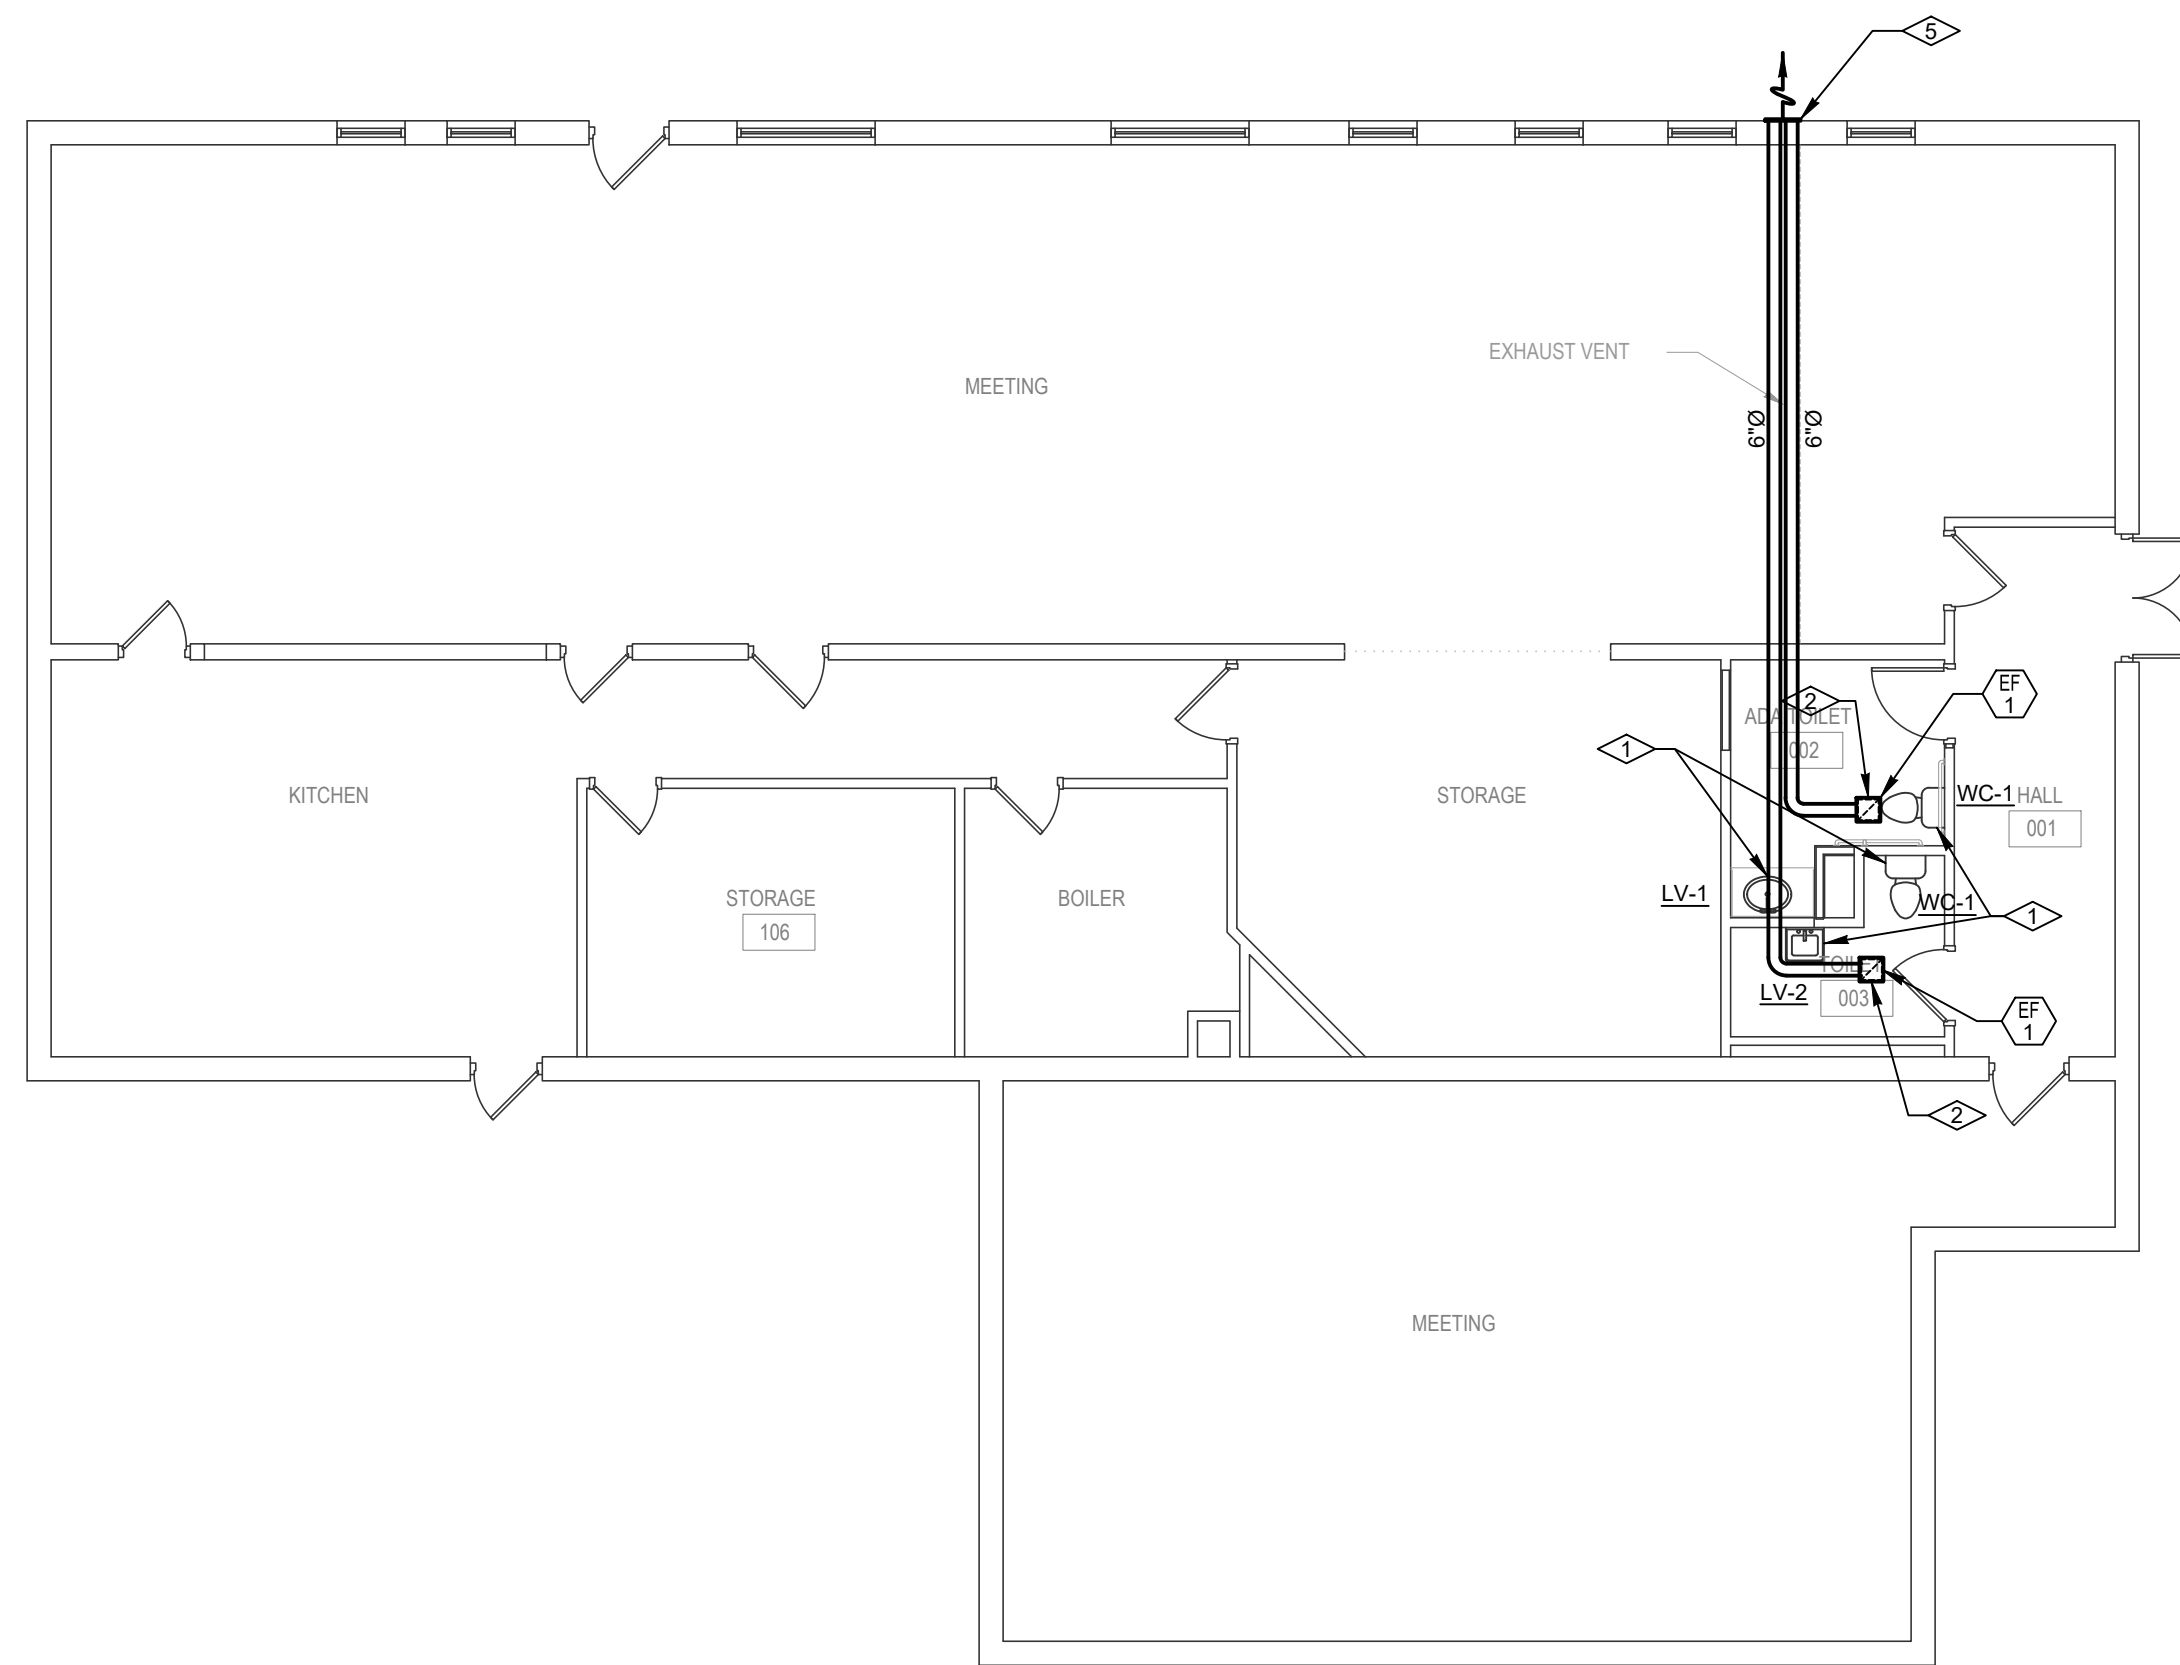 5
EXHAUST VENT
MEETING
6"Ø
6"Ø
EF
1
2
ADA TOILET
002
1
KITCHEN
STORAGE
WC-1
HALL
001
STORAGE
106
BOILER
LV-1
WC-1
1
TOILET
003
LV-2
EF
1
2
MEETING